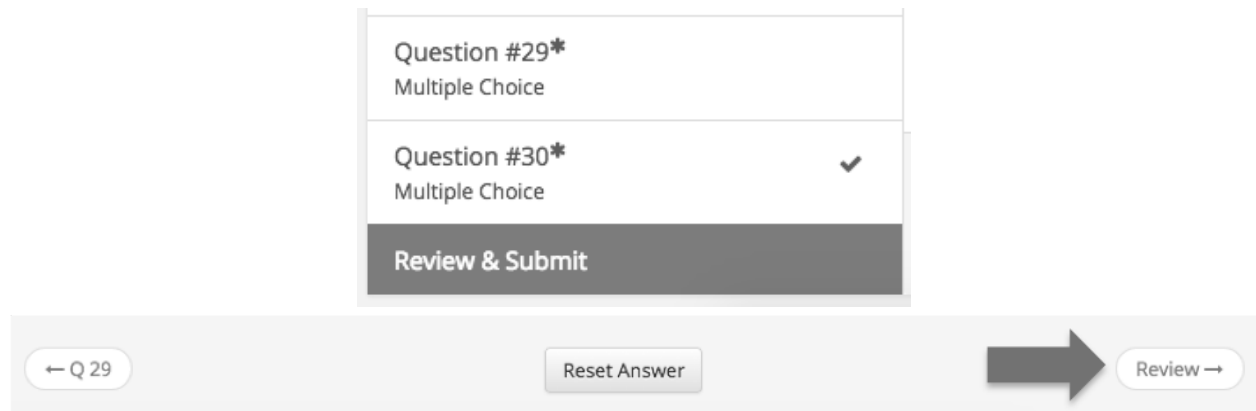 Question #29*
Multiple Choice
Question #30*
Multiple Choice
Review & Submit
← Q 29
Reset Answer
Review →